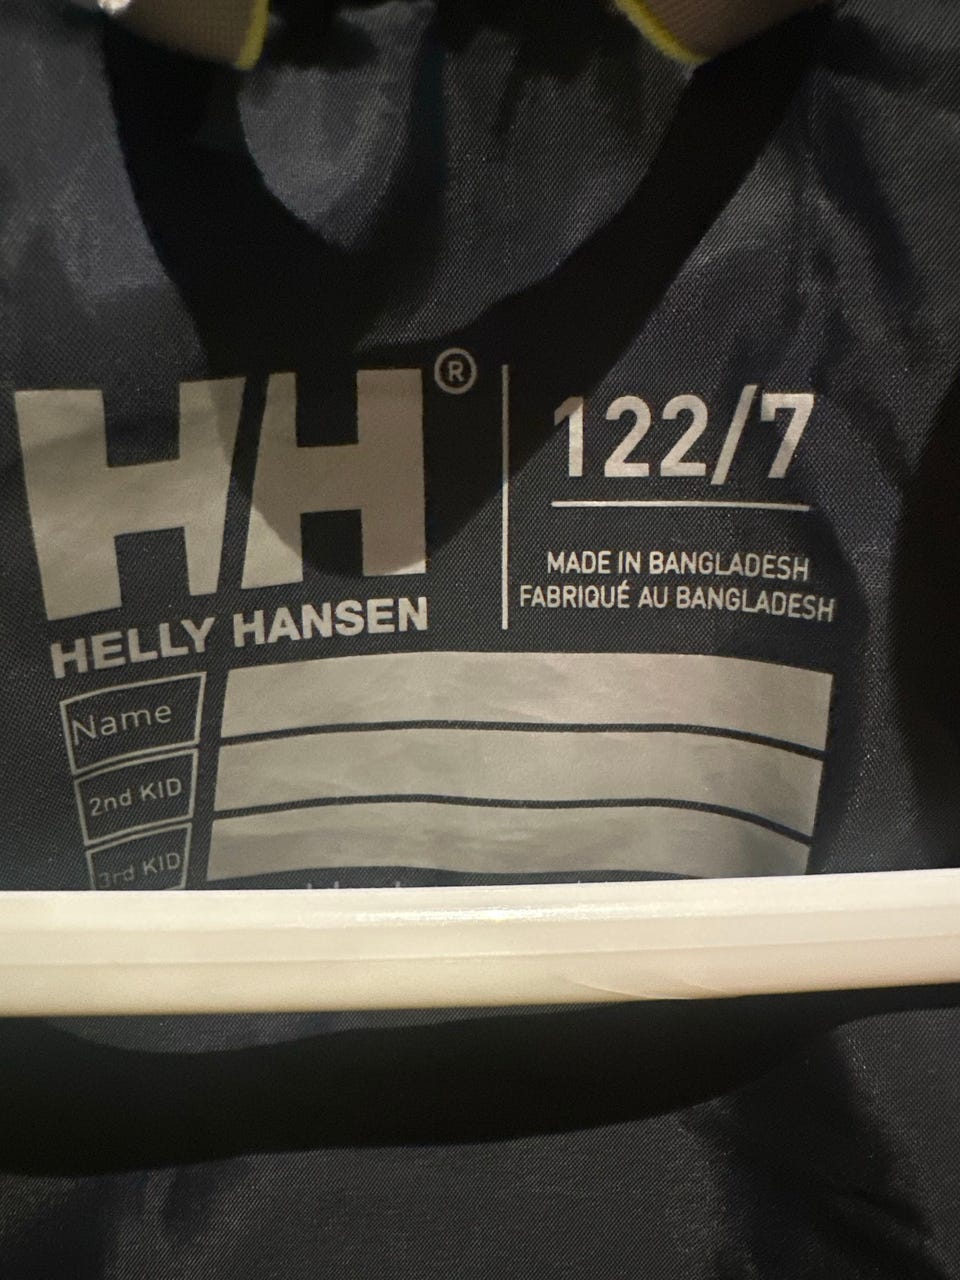 HH®
HELLY HANSEN
122/7
MADE IN BANGLADESH
FABRIQUÉ AU BANGLADESH
Name
2nd KID
3rd KID